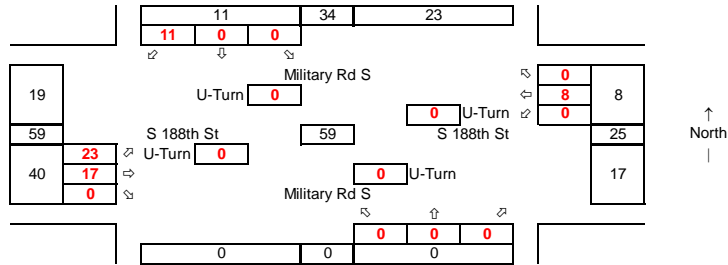 11 34 23
11 0 0
⬃ ⇩ ⬂
Military Rd S
⬁ 0
U-Turn 0
19 ⇦ 8 8
0 U-Turn ⬃ 0
↑
59 S 188th St 59 S 188th St 25 North
23 ⬀ U-Turn 0
|
40 17 ⇨ 0 U-Turn 17
0 ⬂ Military Rd S
⬁ ⇧ ⬀
0 0 0
0 0 0